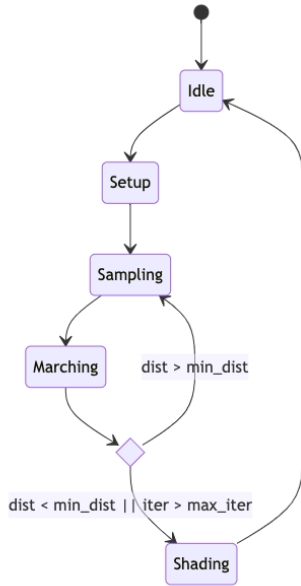 Idle
Setup
Sampling
Marching
dist > min_dist
dist < min_dist || iter > max_iter
Shading